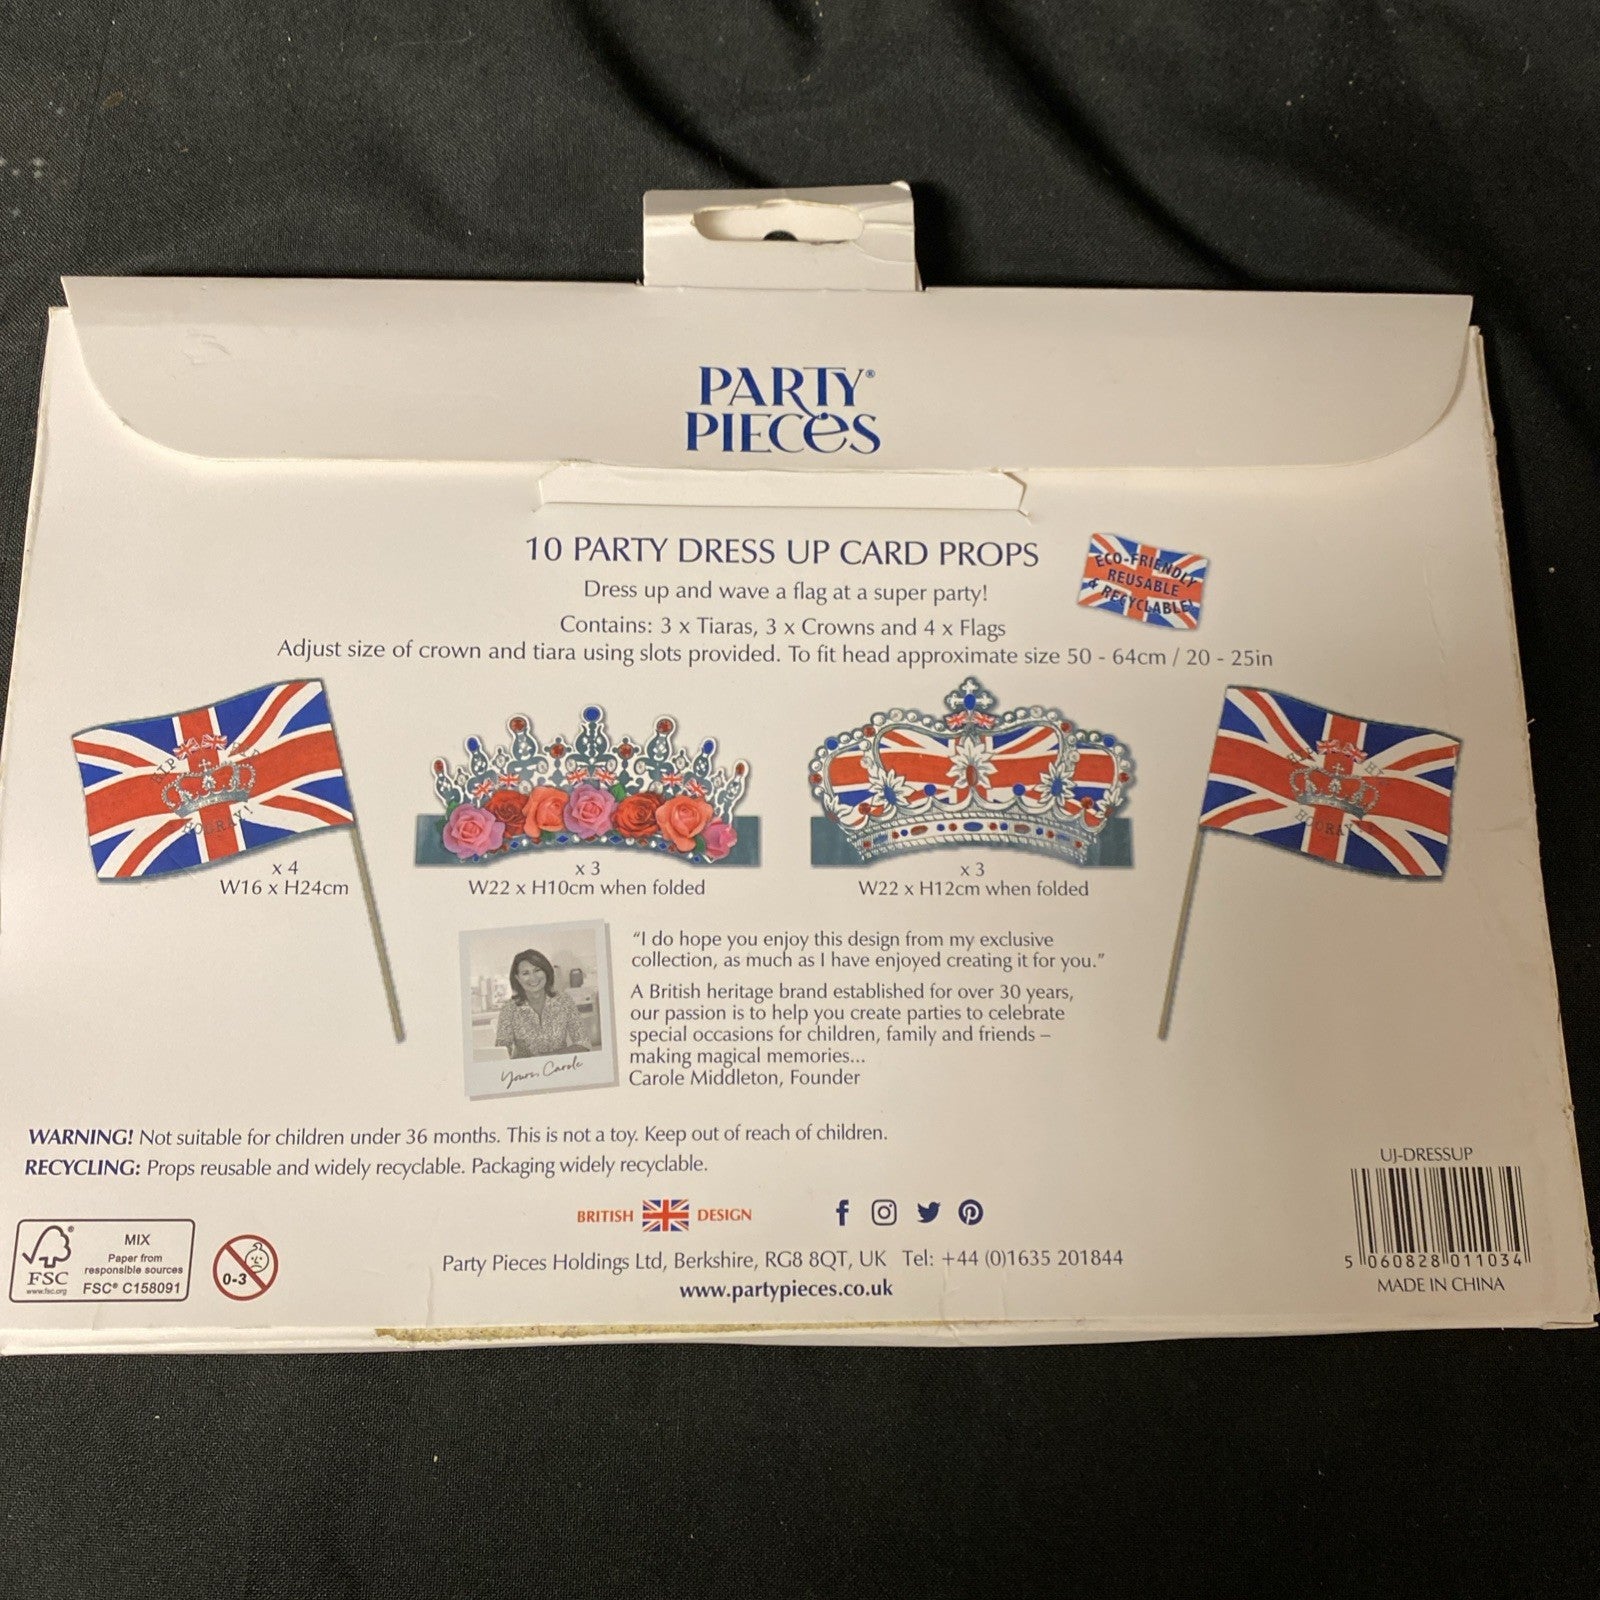 PARTY®
PIECES
10 PARTY DRESS UP CARD PROPS
Dress up and wave a flag at a super party!
Contains: 3 x Tiaras, 3 x Crowns and 4 x Flags
Adjust size of crown and tiara using slots provided. To fit head approximate size 50 - 64cm / 20 - 25in
ECO-FRIENDLY
REUSABLE
& RECYCLABLE!
HIP HIP
HOORAY!
x 4
W16 x H24cm
x 3
W22 x H10cm when folded
x 3
W22 x H12cm when folded
HOORAY!
“I do hope you enjoy this design from my exclusive
collection, as much as I have enjoyed creating it for you.”
A British heritage brand established for over 30 years,
our passion is to help you create parties to celebrate
special occasions for children, family and friends –
making magical memories...
Carole Middleton, Founder
Yours, Carole
WARNING! Not suitable for children under 36 months. This is not a toy. Keep out of reach of children.
RECYCLING: Props reusable and widely recyclable. Packaging widely recyclable.
BRITISH DESIGN
Party Pieces Holdings Ltd, Berkshire, RG8 8QT, UK Tel: +44 (0)1635 201844
www.partypieces.co.uk
FSC
www.fsc.org
MIX
Paper from
responsible sources
FSC® C158091
0-3
UJ-DRESSUP
5 060828 011034
MADE IN CHINA